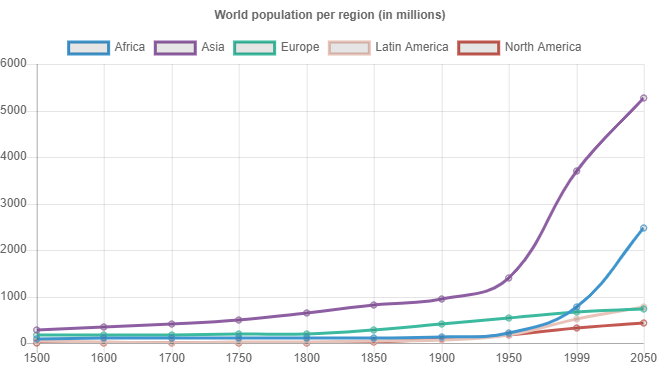 World population per region (in millions)
Africa Asia Europe Latin America North America
6000
5000
4000
3000
2000
1000
0
1500 1600 1700 1750 1800 1850 1900 1950 1999 2050